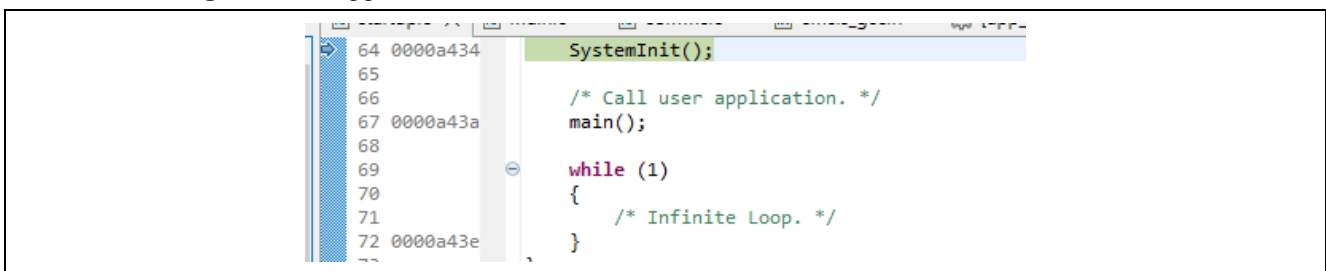 64 0000a434 SystemInit();
65
66 /* Call user application. */
67 0000a43a main();
68
69 while (1)
70 {
71 /* Infinite Loop. */
72 0000a43e }